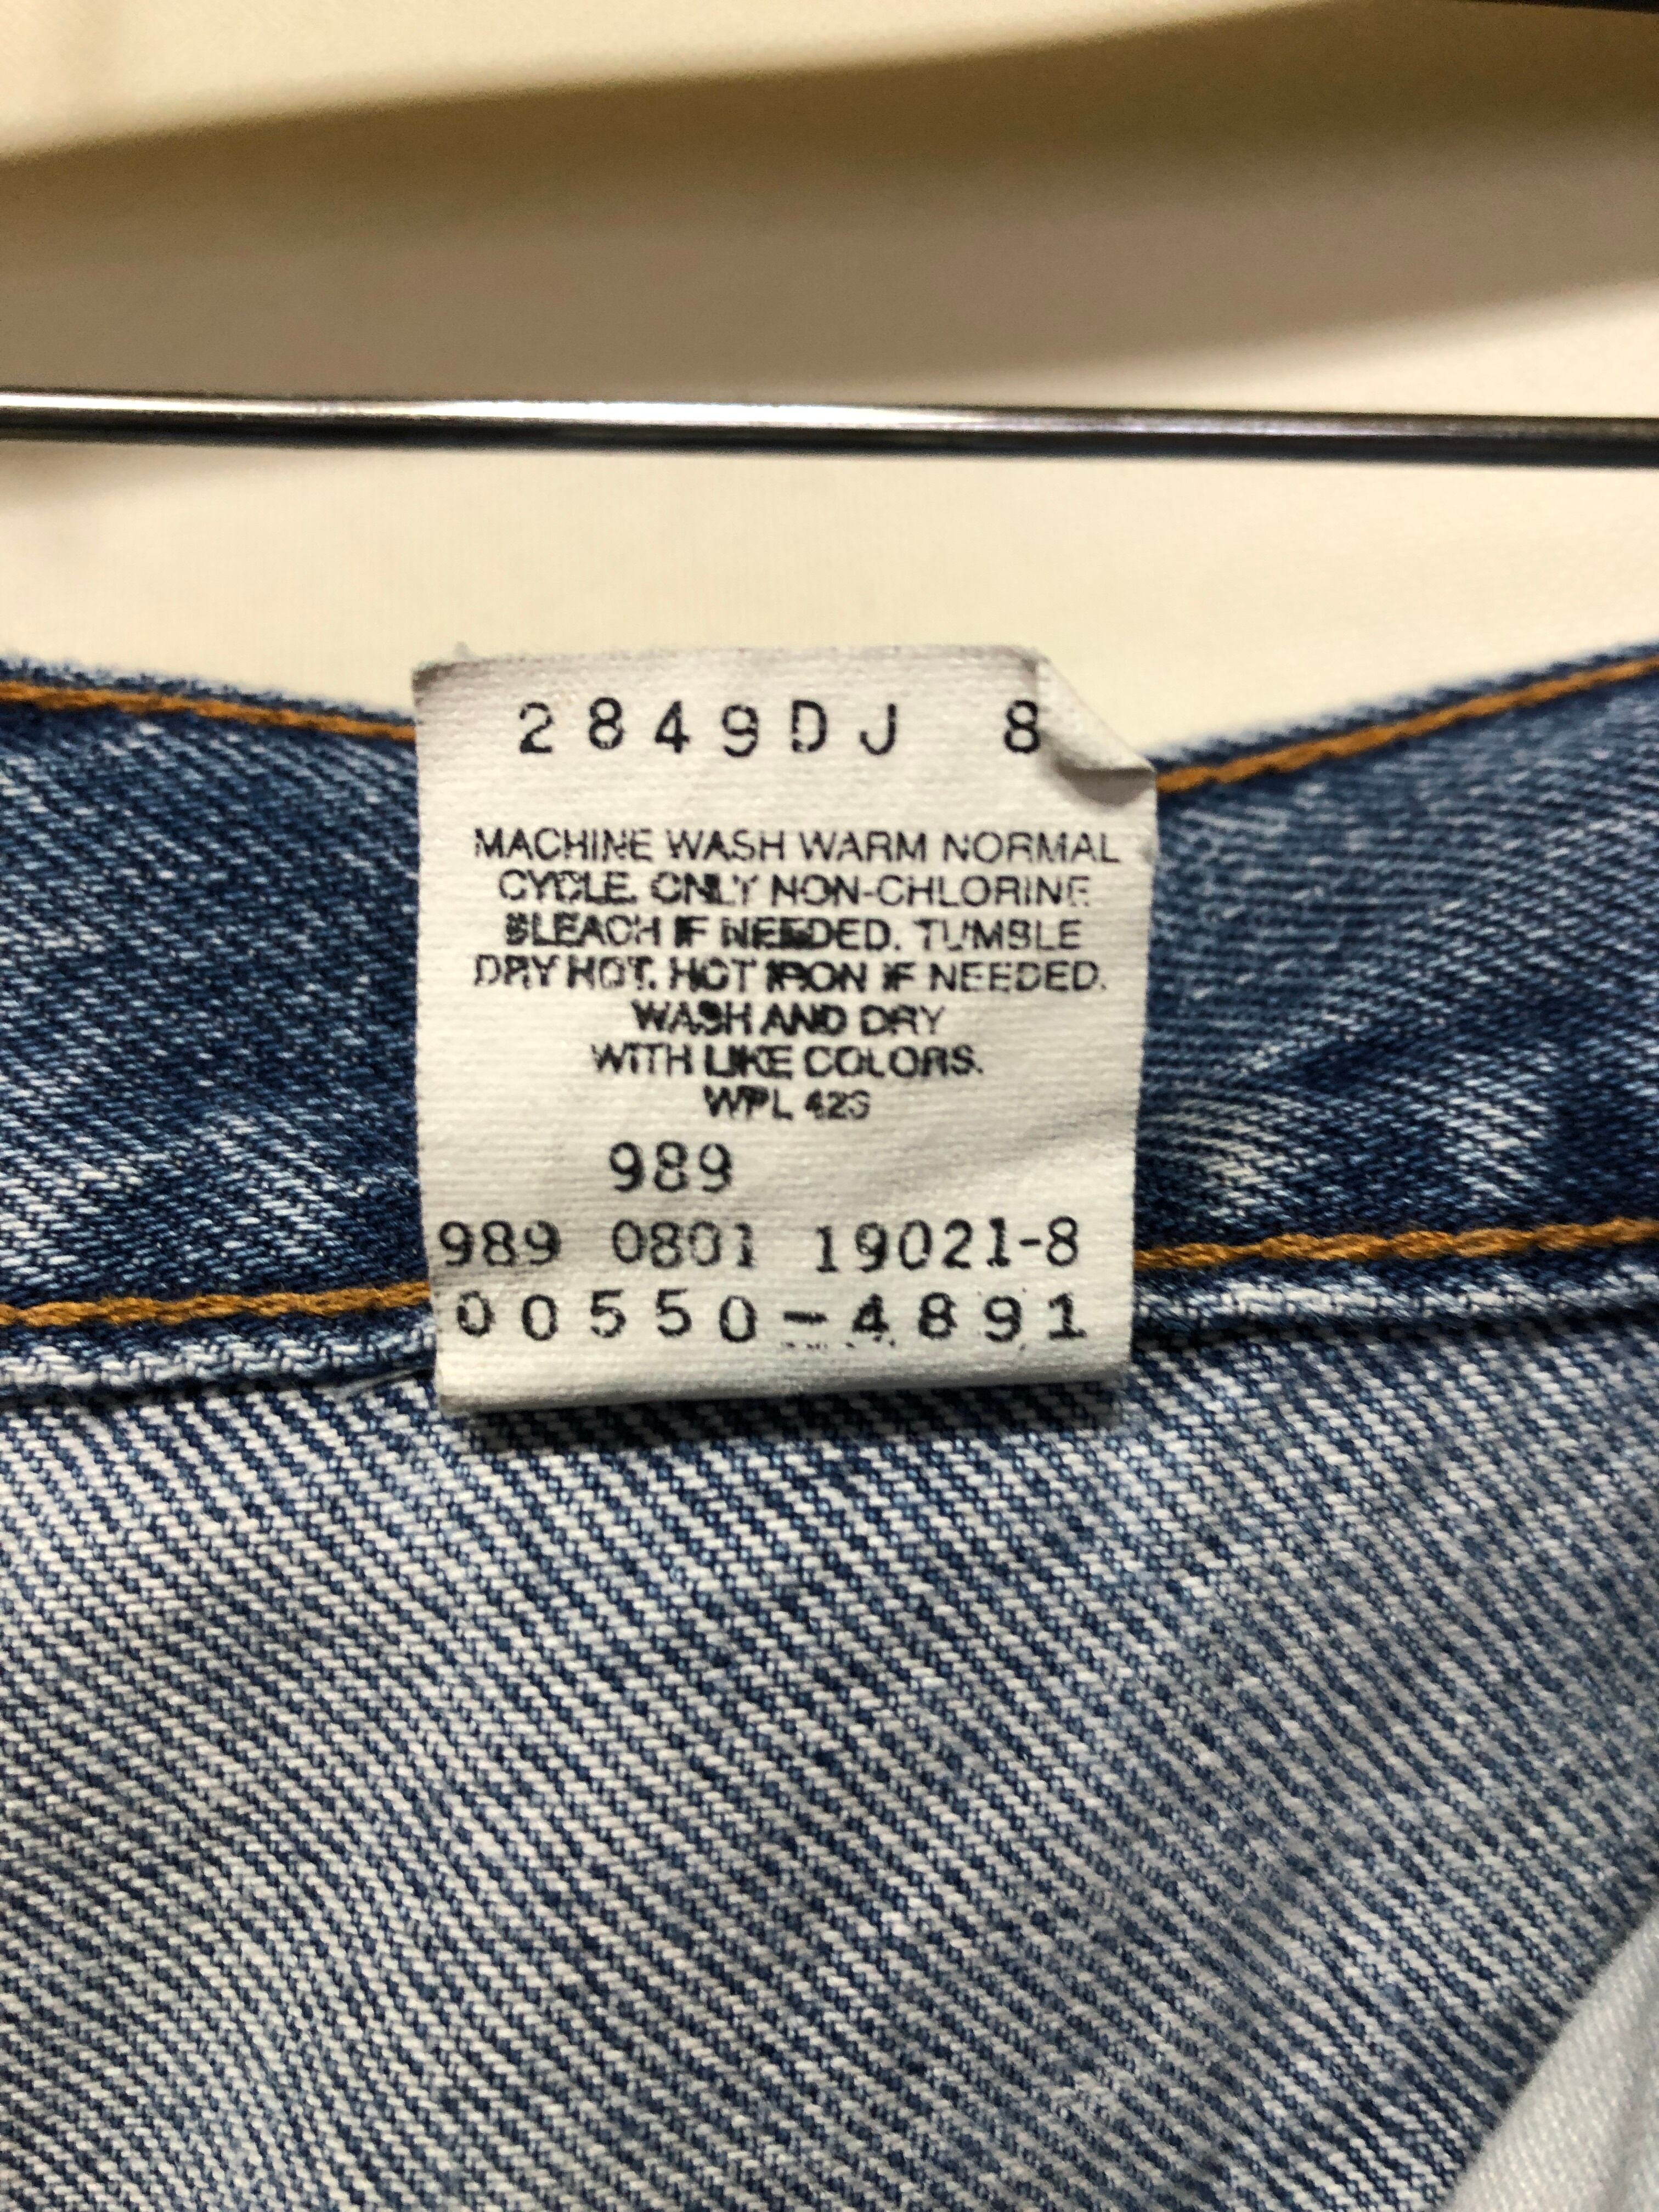 2849DJ 8
MACHINE WASH WARM NORMAL
CYCLE. ONLY NON-CHLORINE
BLEACH IF NEEDED. TUMBLE
DRY HOT. HOT IRON IF NEEDED.
WASH AND DRY
WITH LIKE COLORS.
WPL 423
989
989 0801 19021-8
00550-4891